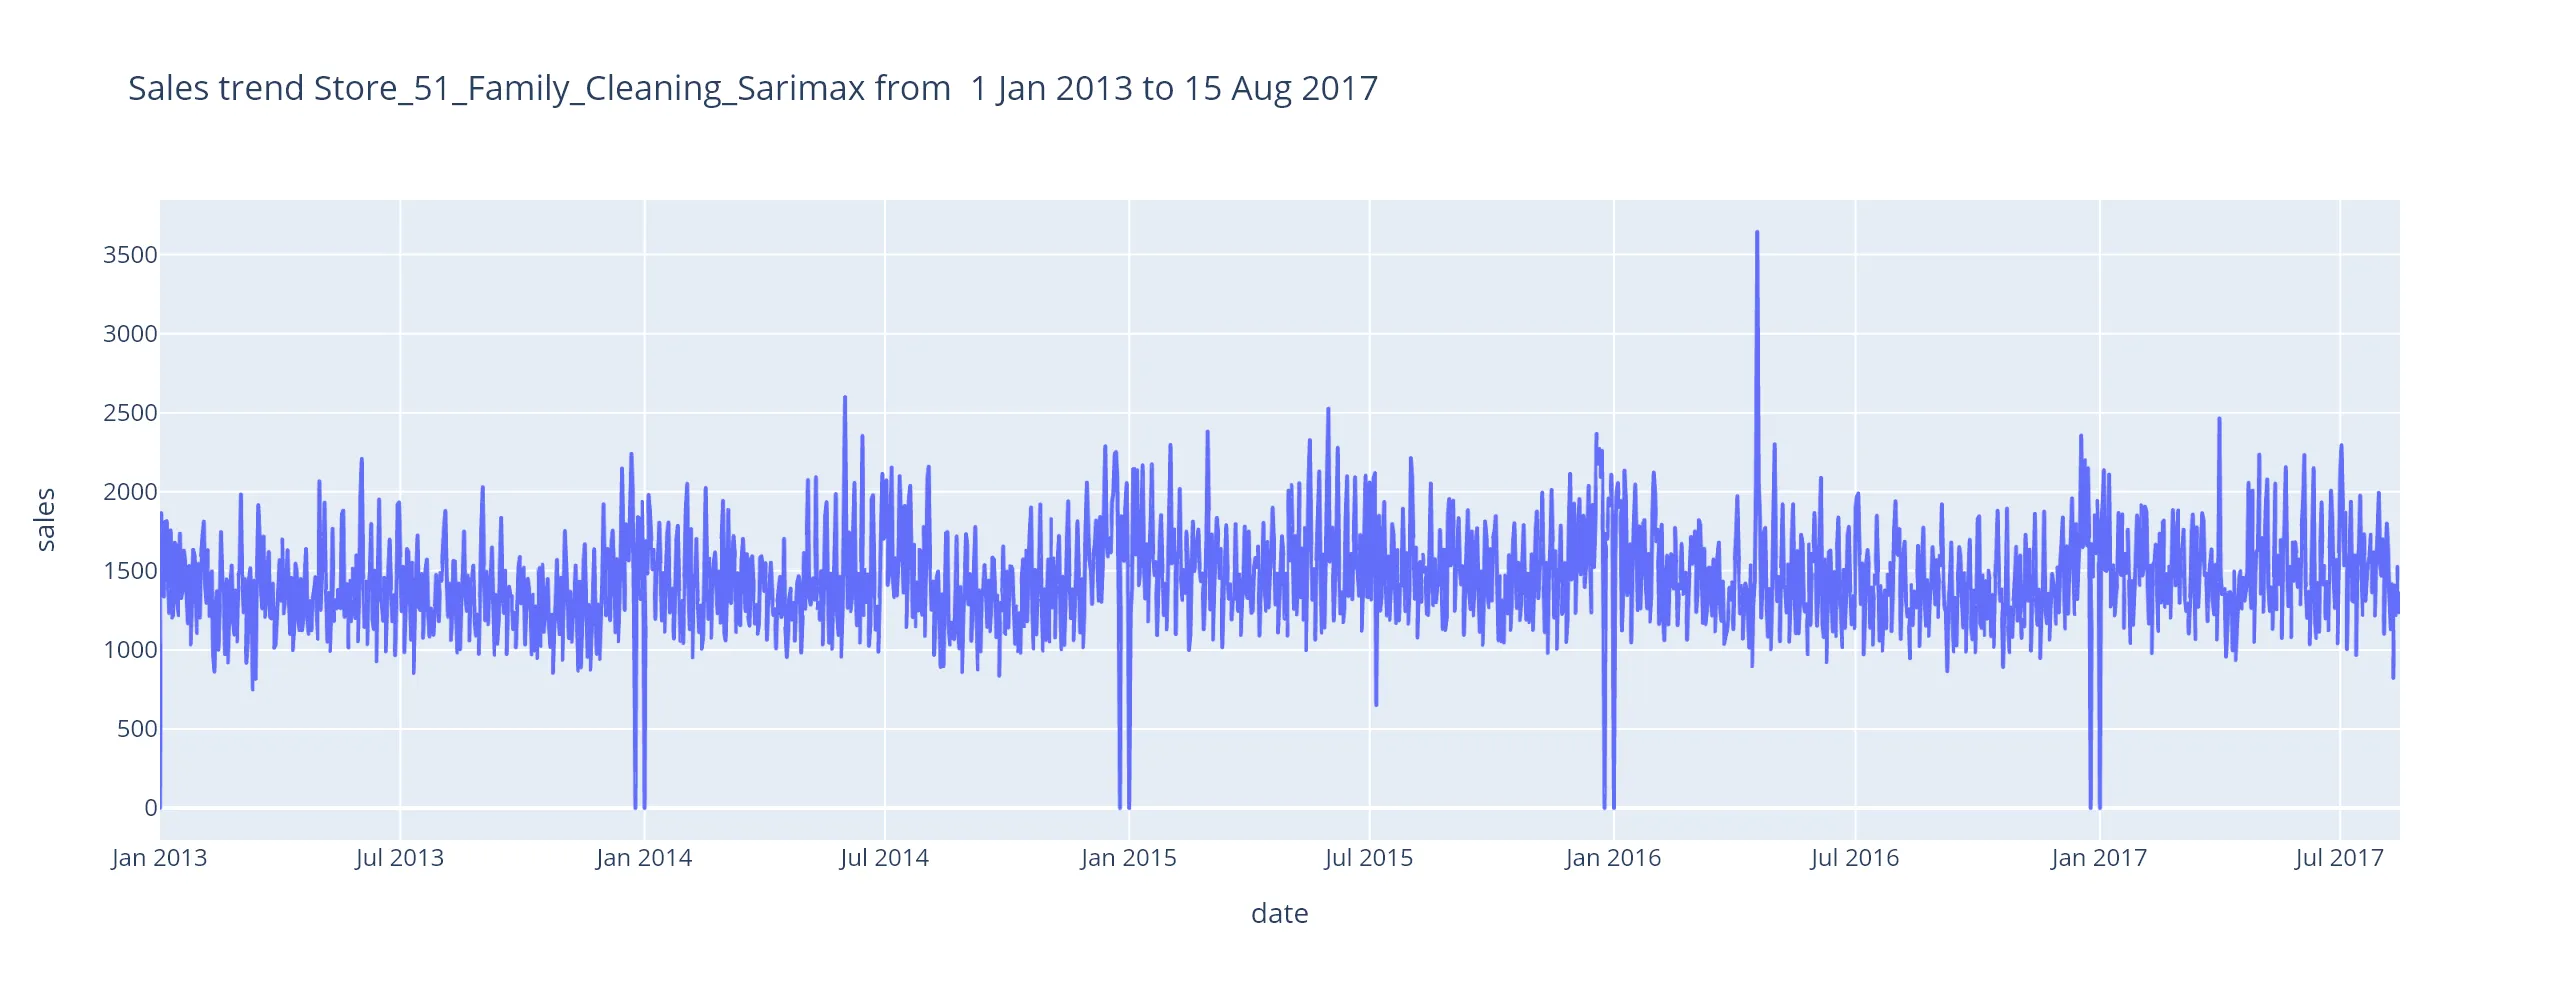 Sales trend Store_51_Family_Cleaning_Sarimax from  1 Jan 2013 to 15 Aug 2017
3500
3000
2500
2000
1500
1000
500
0
sales
Jan 2013 Jul 2013 Jan 2014 Jul 2014 Jan 2015 Jul 2015 Jan 2016 Jul 2016 Jan 2017 Jul 2017
date